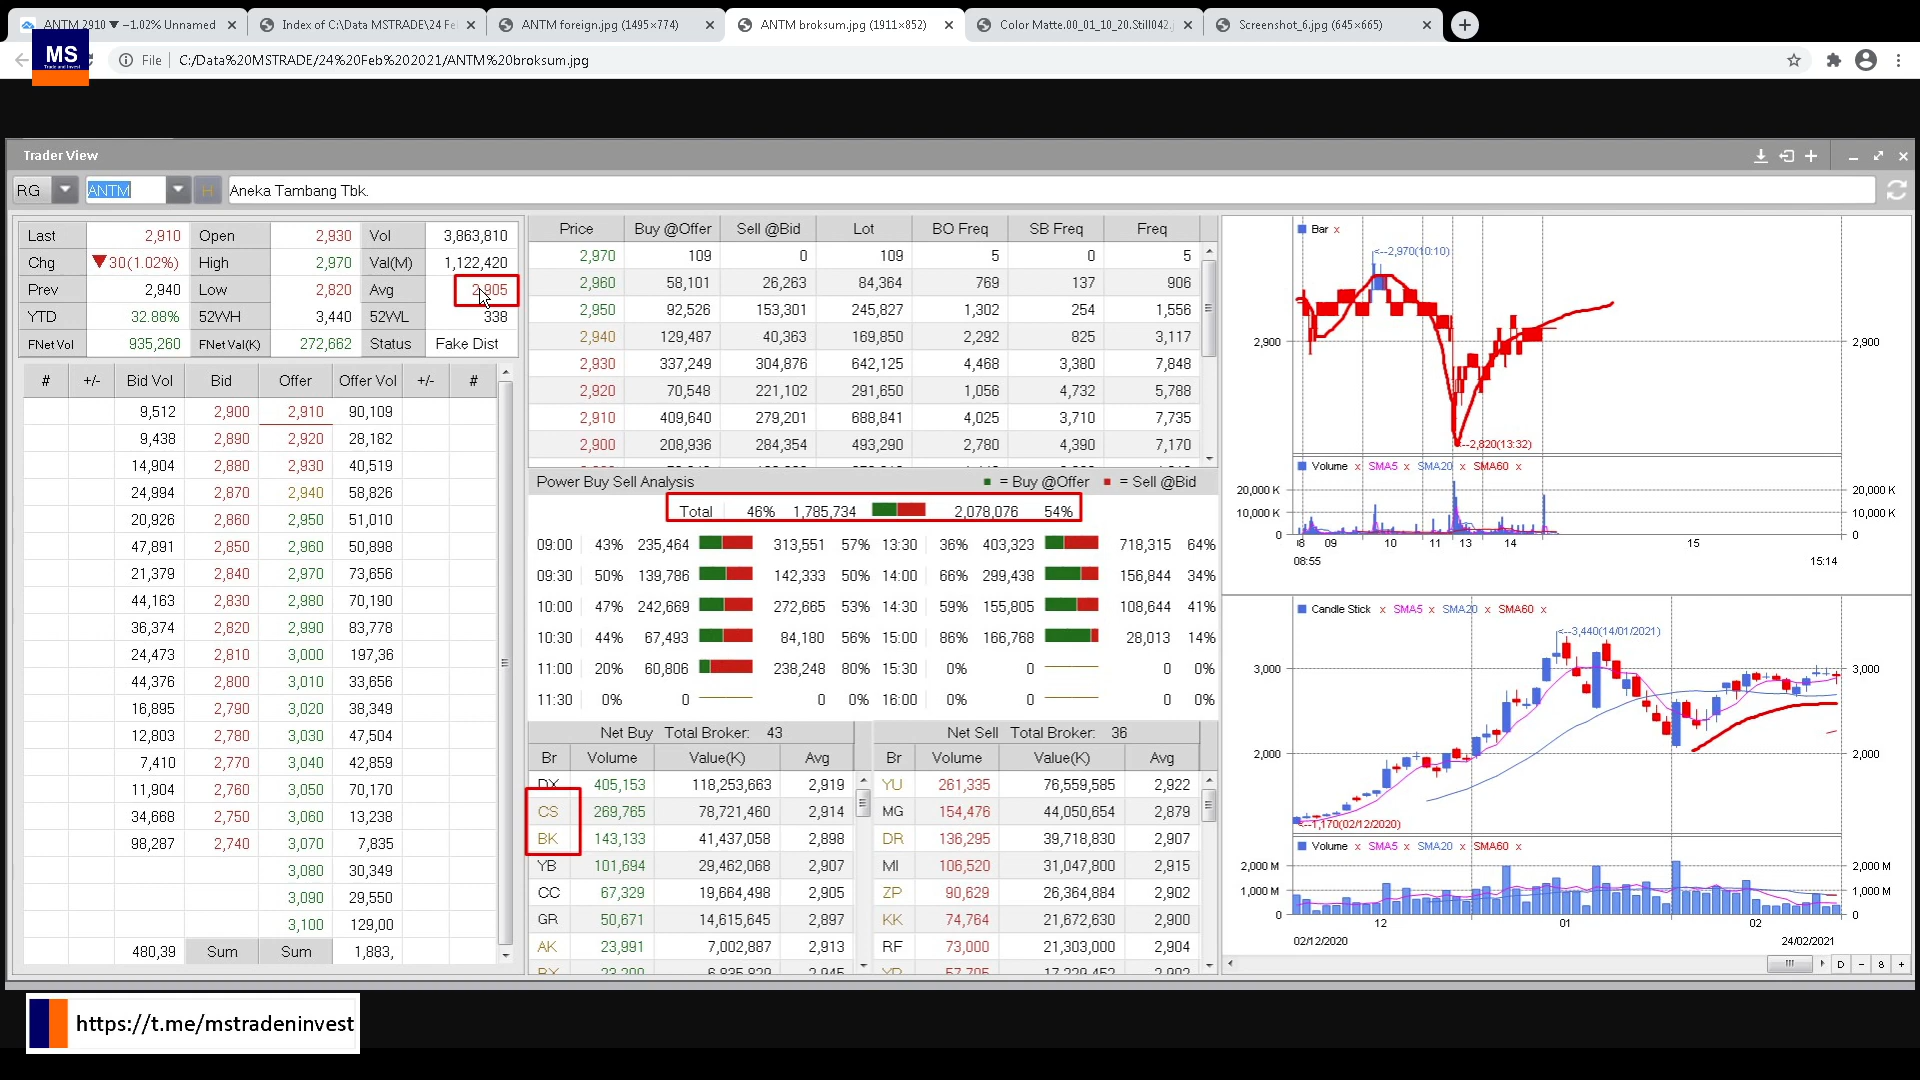 ANTM 2910 ▼ −1.02% Unnamed
Index of C:\Data MSTRADE\24 Fe
ANTM foreign.jpg (1495×774)
ANTM broksum.jpg (1911×852)
Color Matte.00_01_10_20.Still042.j
Screenshot_6.jpg (645×665)
MS
File C:/Data%20MSTRADE/24%20Feb%202021/ANTM%20broksum.jpg
Trader View
RG ANTM H Aneka Tambang Tbk.
Last 2,910 Open 2,930 Vol 3,863,810
Chg ▼30(1.02%) High 2,970 Val(M) 1,122,420
Prev 2,940 Low 2,820 Avg 2,905
YTD 32.88% 52WH 3,440 52WL 338
FNet Vol 935,260 FNet Val(K) 272,662 Status Fake Dist
# +/- Bid Vol Bid Offer Offer Vol +/- #
9,512 2,900 2,910 90,109
9,438 2,890 2,920 28,182
14,904 2,880 2,930 40,519
24,994 2,870 2,940 58,826
20,926 2,860 2,950 51,010
47,891 2,850 2,960 50,898
21,379 2,840 2,970 73,656
44,163 2,830 2,980 70,190
36,374 2,820 2,990 83,778
24,473 2,810 3,000 197,36
44,376 2,800 3,010 33,656
16,895 2,790 3,020 38,349
12,803 2,780 3,030 47,504
7,410 2,770 3,040 42,859
11,904 2,760 3,050 70,170
34,668 2,750 3,060 13,238
98,287 2,740 3,070 7,835
3,080 30,349
3,090 29,550
3,100 129,00
480,39 Sum Sum 1,883,
Price Buy @Offer Sell @Bid Lot BO Freq SB Freq Freq
2,970 109 0 109 5 0 5
2,960 58,101 26,263 84,364 769 137 906
2,950 92,526 153,301 245,827 1,302 254 1,556
2,940 129,487 40,363 169,850 2,292 825 3,117
2,930 337,249 304,876 642,125 4,468 3,380 7,848
2,920 70,548 221,102 291,650 1,056 4,732 5,788
2,910 409,640 279,201 688,841 4,025 3,710 7,735
2,900 208,936 284,354 493,290 2,780 4,390 7,170
Power Buy Sell Analysis = Buy @Offer = Sell @Bid
Total 46% 1,785,734 2,078,076 54%
09:00 43% 235,464 313,551 57% 13:30 36% 403,323 718,315 64%
09:30 50% 139,786 142,333 50% 14:00 66% 299,438 156,844 34%
10:00 47% 242,669 272,665 53% 14:30 59% 155,805 108,644 41%
10:30 44% 67,493 84,180 56% 15:00 86% 166,768 28,013 14%
11:00 20% 60,806 238,248 80% 15:30 0% 0 0 0%
11:30 0% 0 0 0% 16:00 0% 0 0 0%
Net Buy Total Broker: 43
Br Volume Value(K) Avg
DX 405,153 118,253,663 2,919
CS 269,765 78,721,460 2,914
BK 143,133 41,437,058 2,898
YB 101,694 29,462,068 2,907
CC 67,329 19,664,498 2,905
GR 50,671 14,615,645 2,897
AK 23,991 7,002,887 2,913
Net Sell Total Broker: 36
Br Volume Value(K) Avg
YU 261,335 76,559,585 2,922
MG 154,476 44,050,654 2,879
DR 136,295 39,718,830 2,907
MI 106,520 31,047,800 2,915
ZP 90,629 26,364,884 2,902
KK 74,764 21,672,630 2,900
RF 73,000 21,303,000 2,904
Bar x
<--2,970(10:10)
2,900 2,900
<--2,820(13:32)
Volume x SMA5 x SMA20 x SMA60 x
20,000 K 20,000 K
10,000 K 10,000 K
0 0
09 10 11 13 14 15
08:55 15:14
Candle Stick x SMA5 x SMA20 x SMA60 x
<--3,440(14/01/2021)
3,000 3,000
2,000 2,000
<--1,170(02/12/2020)
Volume x SMA5 x SMA20 x SMA60 x
2,000 M 2,000 M
1,000 M 1,000 M
0 0
12 01 02
02/12/2020 24/02/2021
D - 8 +
https://t.me/mstradeninvest